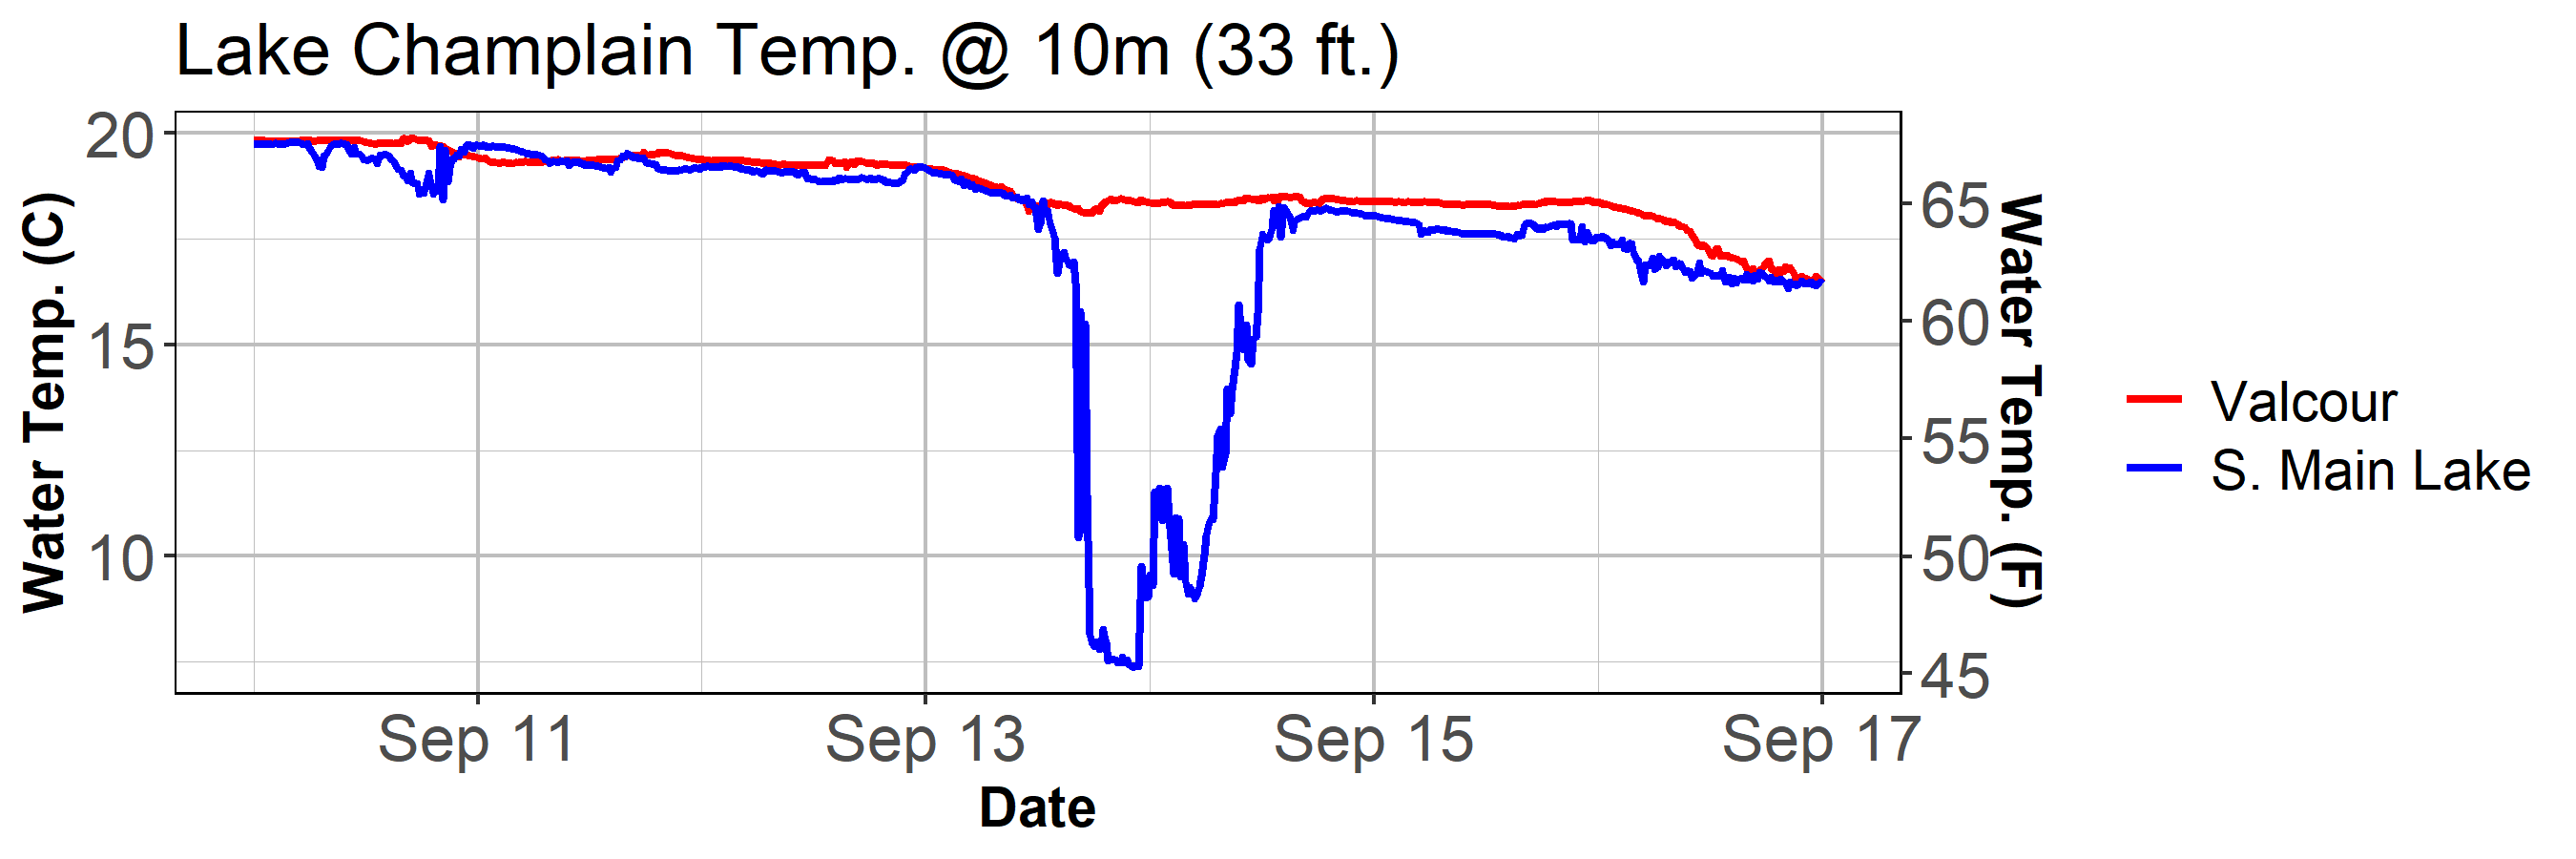 Lake Champlain Temp. @ 10m (33 ft.)
Water Temp. (C)
20
15
10
65
60
55
50
45
Water Temp. (F)
Sep 11
Sep 13
Sep 15
Sep 17
Date
Valcour
S. Main Lake